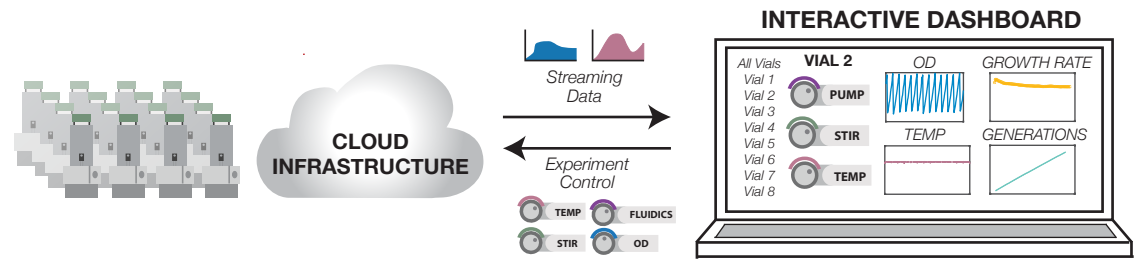 INTERACTIVE DASHBOARD
CLOUD
INFRASTRUCTURE
Streaming
Data
Experiment
Control
TEMP
FLUIDICS
STIR
OD
All Vials
Vial 1
Vial 2
Vial 3
Vial 4
Vial 5
Vial 6
Vial 7
Vial 8
VIAL 2
PUMP
STIR
TEMP
OD
GROWTH RATE
TEMP
GENERATIONS